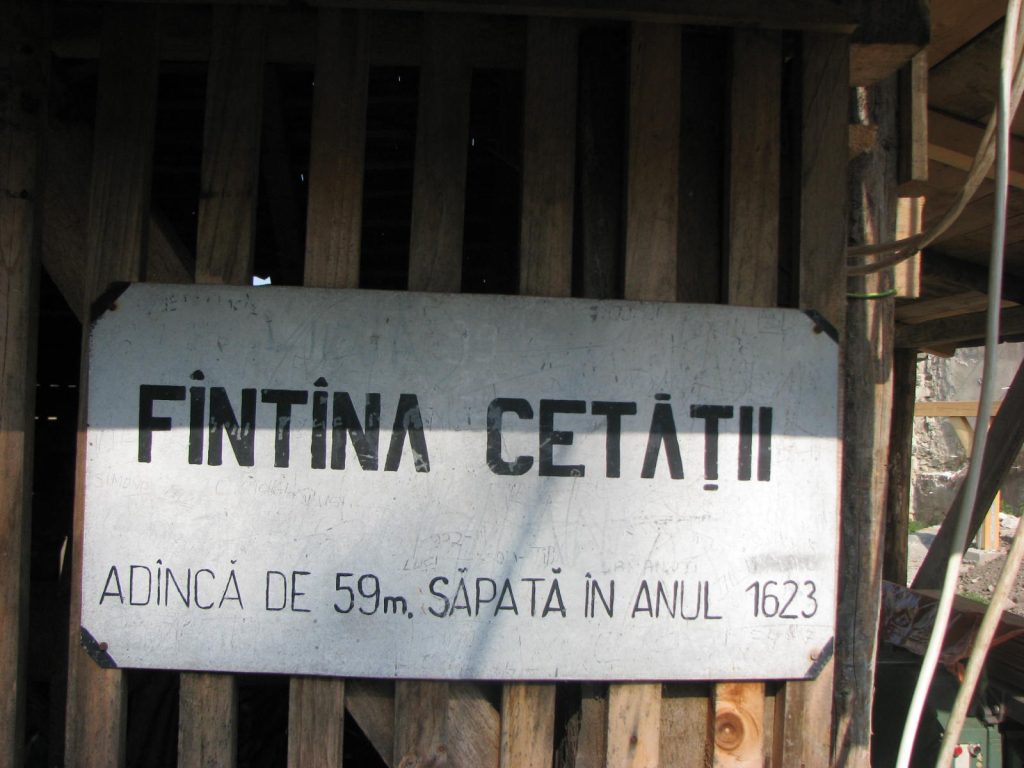 FÎNTÎNA CETĂȚII
ADÎNCĂ DE 59m. SĂPATĂ ÎN ANUL 1623